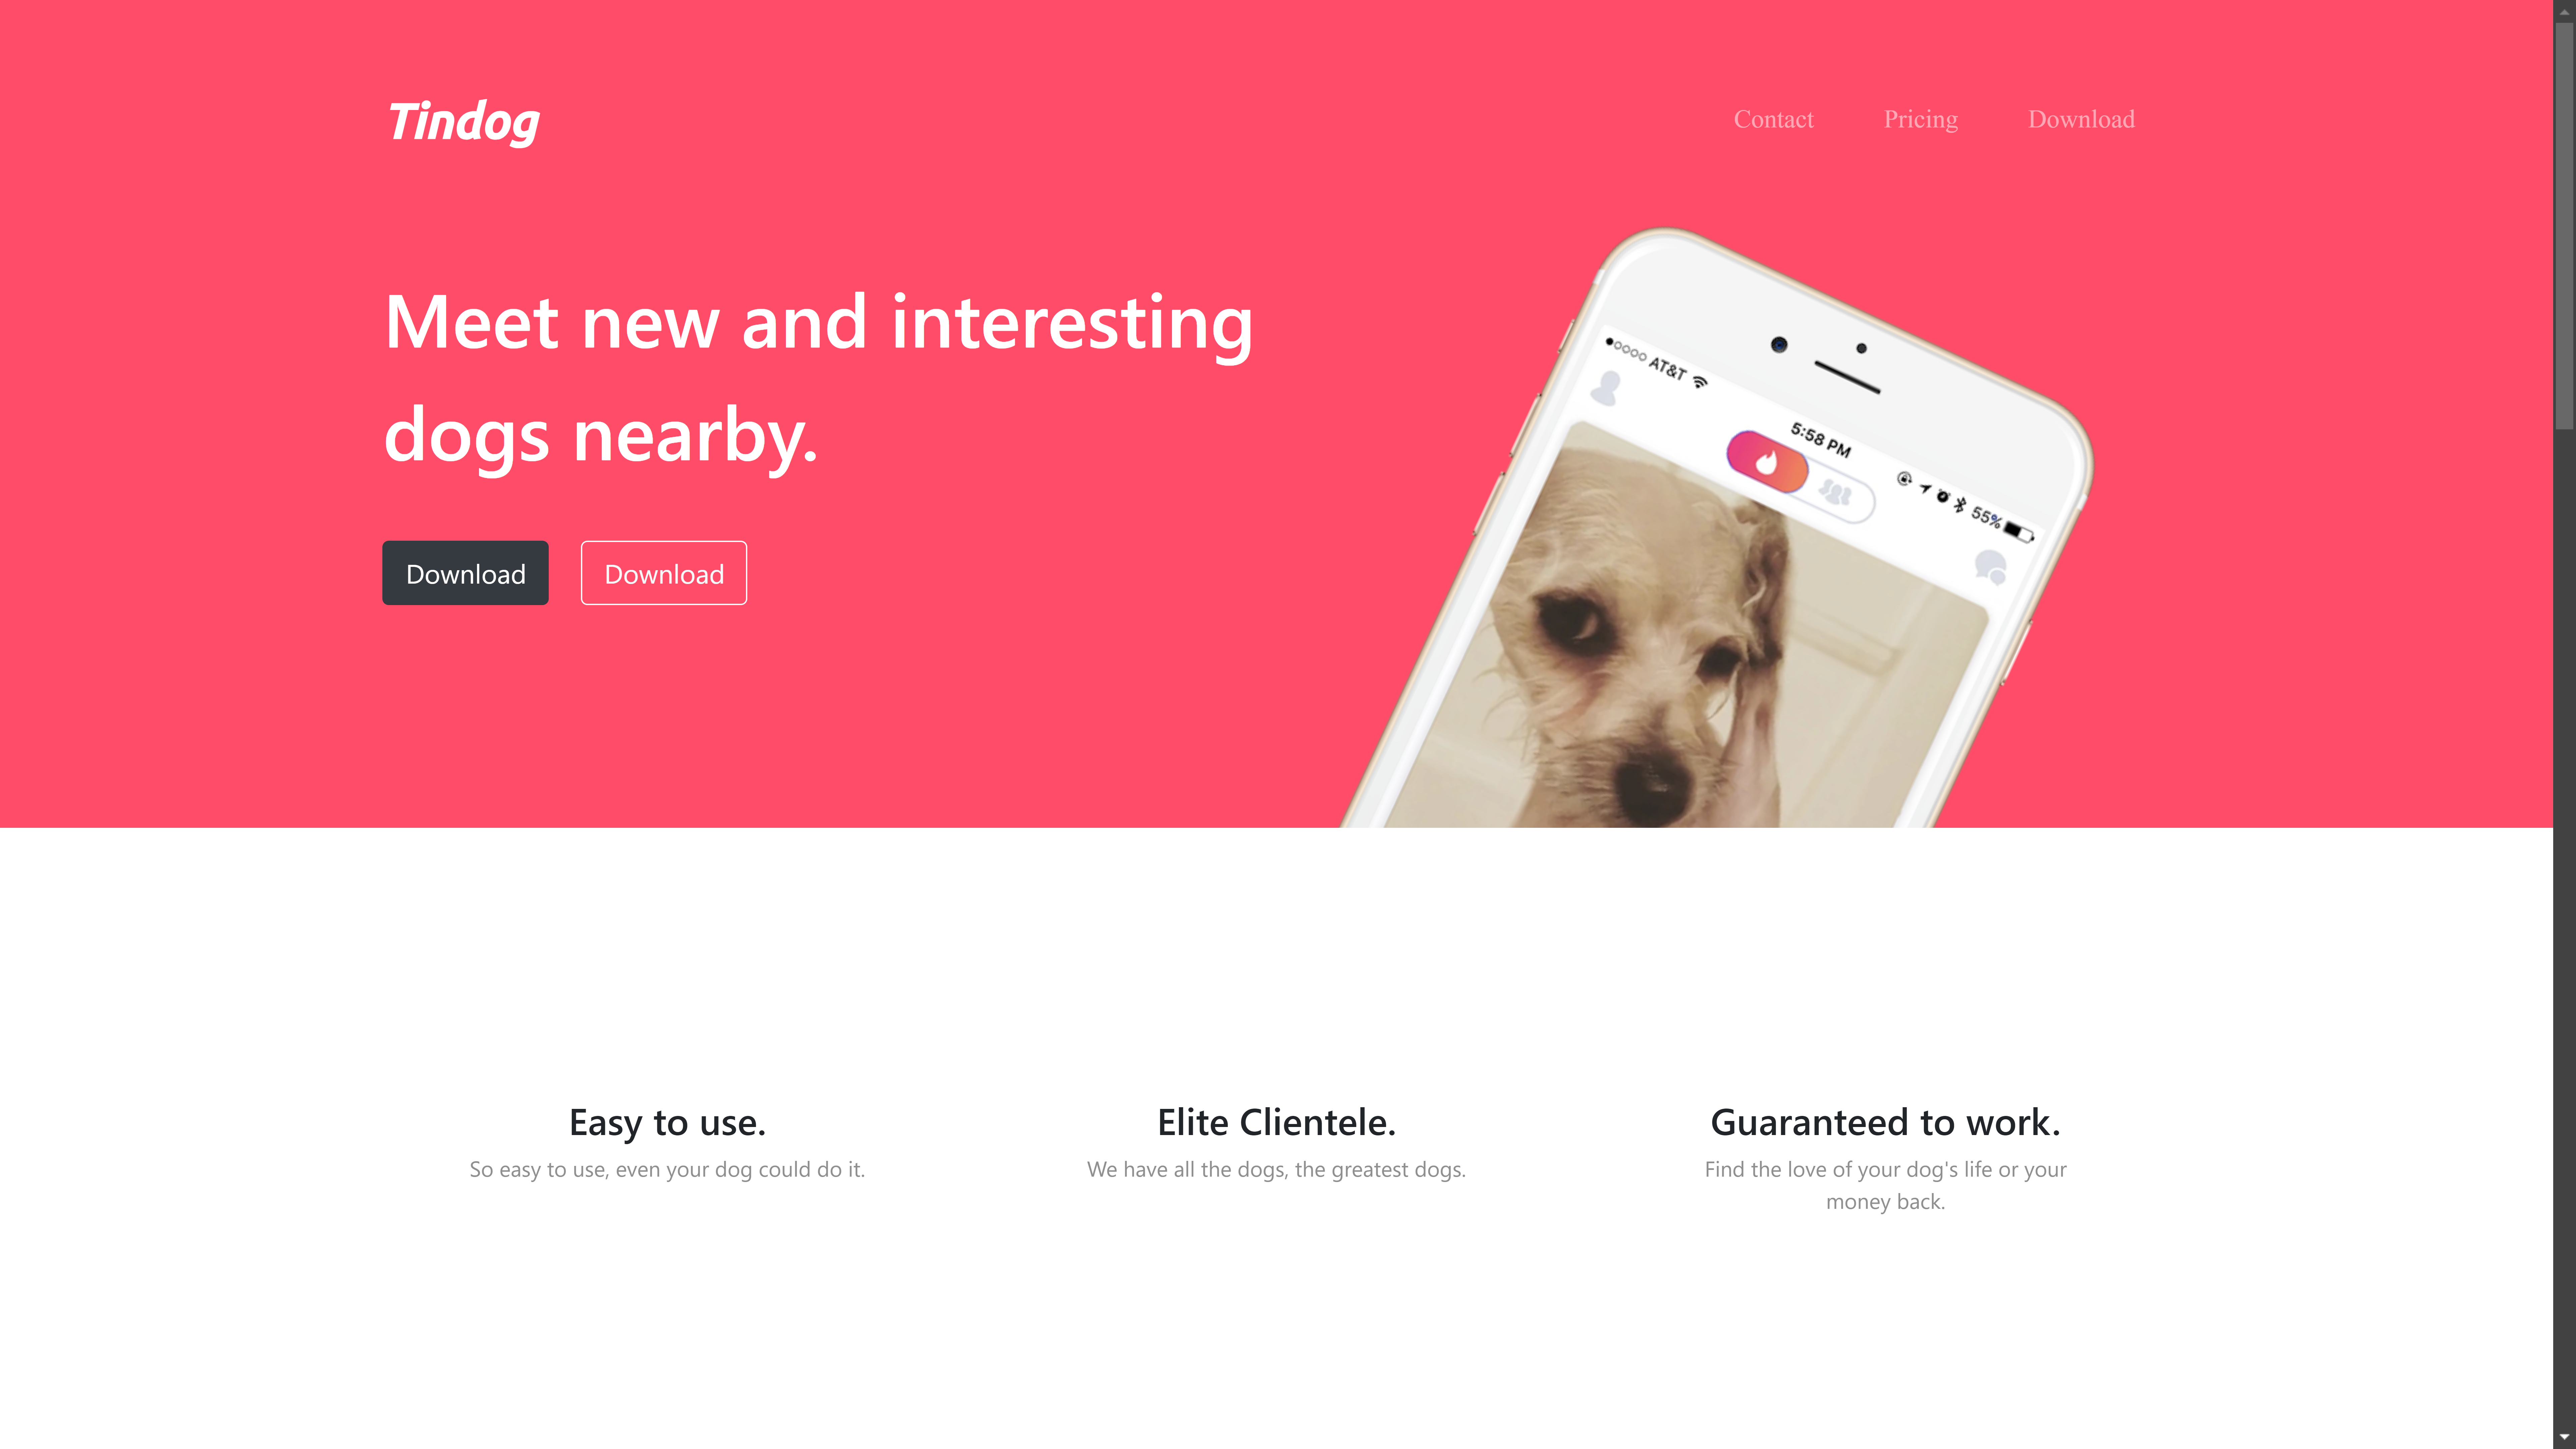 Tindog
Contact
Pricing
Download
Meet new and interesting
dogs nearby.
Download
Download
AT&T
5:58 PM
55%
Easy to use.
So easy to use, even your dog could do it.
Elite Clientele.
We have all the dogs, the greatest dogs.
Guaranteed to work.
Find the love of your dog's life or your
money back.